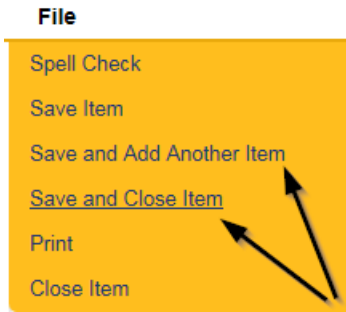 File
Spell Check
Save Item
Save and Add Another Item
Save and Close Item
Print
Close Item